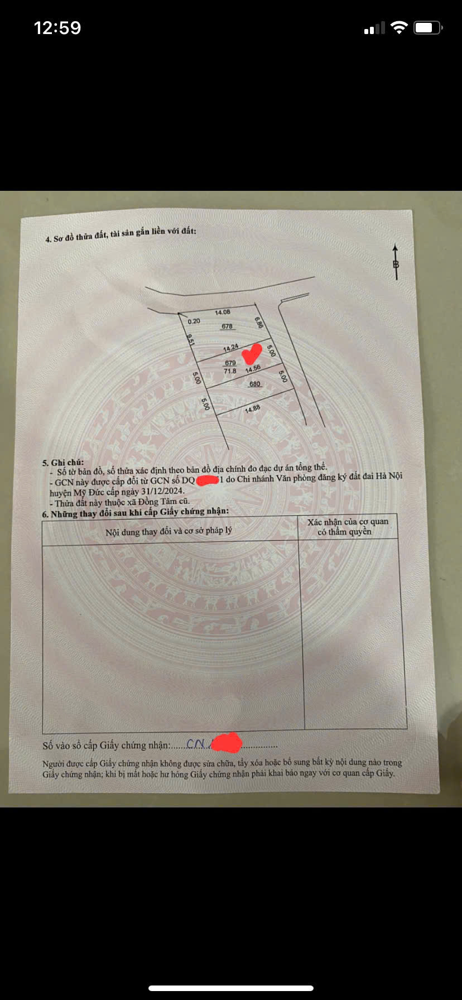 12:59
4. Sơ đồ thửa đất, tài sản gắn liền với đất:
B
14.08
0.20
678
6.86
9.51
14.24
5.00
679
71.8
14.56
5.00
5.00
680
5.00
14.88
5. Ghi chú:
- Số tờ bản đồ, số thửa xác định theo bản đồ địa chính đo đạc dự án tổng thể.
- GCN này được cấp đổi từ GCN số DQ 51 do Chi nhánh Văn phòng đăng ký đất đai Hà Nội
huyện Mỹ Đức cấp ngày 31/12/2024.
- Thửa đất này thuộc xã Đồng Tâm cũ.
6. Những thay đổi sau khi cấp Giấy chứng nhận:
Nội dung thay đổi và cơ sở pháp lý
Xác nhận của cơ quan
có thẩm quyền
Số vào sổ cấp Giấy chứng nhận:......CN.............
Người được cấp Giấy chứng nhận không được sửa chữa, tẩy xóa hoặc bổ sung bất kỳ nội dung nào trong
Giấy chứng nhận; khi bị mất hoặc hư hỏng Giấy chứng nhận phải khai báo ngay với cơ quan cấp Giấy.